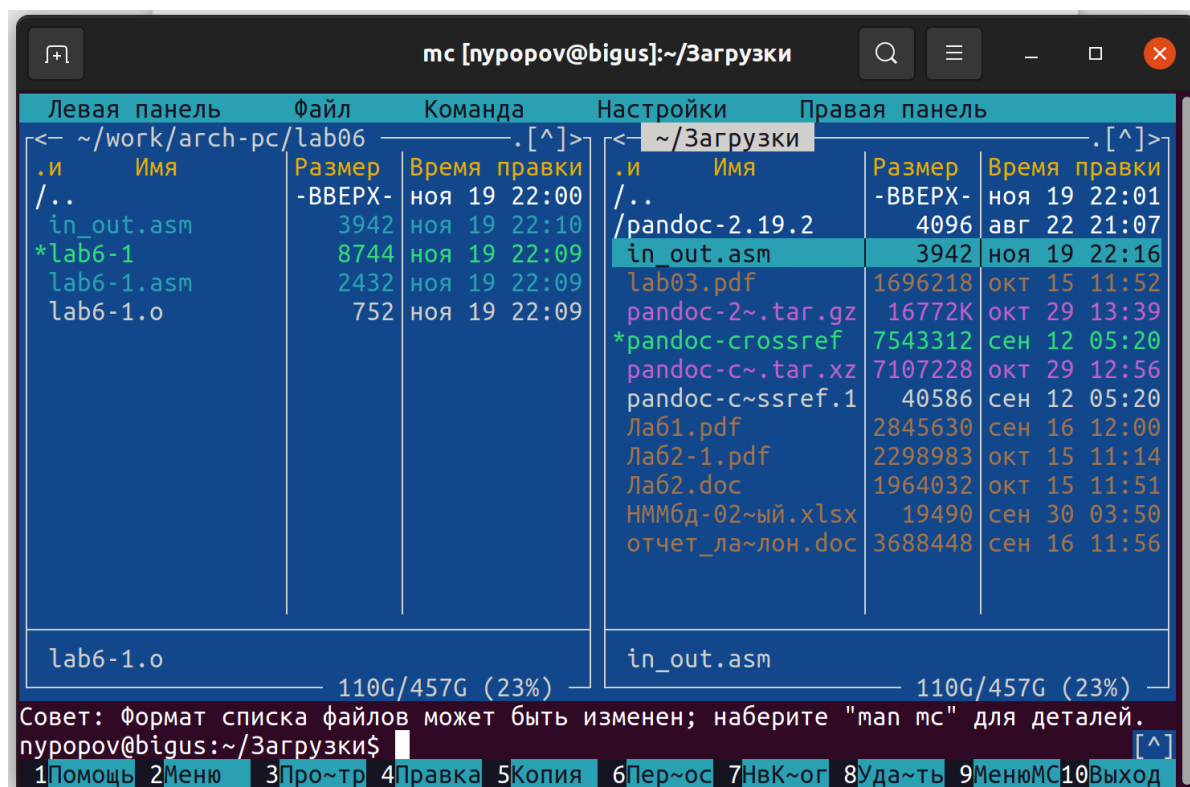 mc [nypopov@bigus]:~/Загрузки
Левая панель Файл Команда Настройки Правая панель
<— ~/work/arch-pc/lab06 .[^]> <— ~/Загрузки .[^]>
.и Имя Размер Время правки .и Имя Размер Время правки
/.. -ВВЕРХ- ноя 19 22:00 /.. -ВВЕРХ- ноя 19 22:01
in_out.asm 3942 ноя 19 22:10 /pandoc-2.19.2 4096 авг 22 21:07
*lab6-1 8744 ноя 19 22:09 in_out.asm 3942 ноя 19 22:16
lab6-1.asm 2432 ноя 19 22:09 lab03.pdf 1696218 окт 15 11:52
lab6-1.o 752 ноя 19 22:09 pandoc-2~.tar.gz 16772K окт 29 13:39
*pandoc-crossref 7543312 сен 12 05:20
pandoc-c~.tar.xz 7107228 окт 29 12:56
pandoc-c~ssref.1 40586 сен 12 05:20
Лаб1.pdf 2845630 сен 16 12:00
Лаб2-1.pdf 2298983 окт 15 11:14
Лаб2.doc 1964032 окт 15 11:51
НММбд-02~ый.xlsx 19490 сен 30 03:50
отчет_ла~лон.doc 3688448 сен 16 11:56
lab6-1.o in_out.asm
110G/457G (23%) 110G/457G (23%)
Совет: Формат списка файлов может быть изменен; наберите "man mc" для деталей.
nypopov@bigus:~/Загрузки$ [^]
1Помощь 2Меню 3Про~тр 4Правка 5Копия 6Пер~ос 7НвК~ог 8Уда~ть 9МенюMC 10Выход